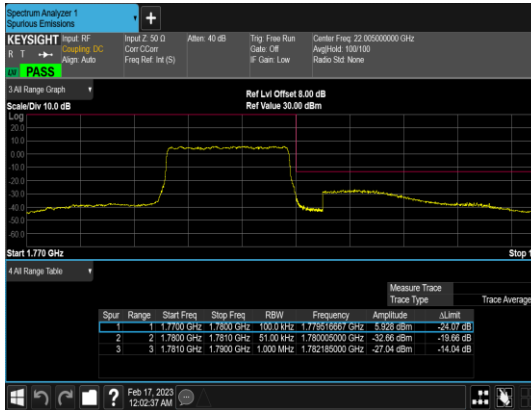 Spectrum Analyzer 1
Spurious Emissions
+
KEYSIGHT
R T
LXI PASS
Input: RF
Coupling: DC
Align: Auto
Input Z: 50 Ω
Corr CCorr
Freq Ref: Int (S)
Atten: 40 dB
Trig: Free Run
Gate: Off
IF Gain: Low
Center Freq: 22.005000000 GHz
Avg|Hold: 100/100
Radio Std: None
3 All Range Graph
Scale/Div 10.0 dB
Ref Lvl Offset 8.00 dB
Ref Value 30.00 dBm
Log
20.0
10.0
0.00
-10.0
-20.0
-30.0
-40.0
-50.0
-60.0
Start 1.770 GHz
Stop 1
4 All Range Table
Measure Trace
Trace Type Trace Average
Spur Range Start Freq Stop Freq RBW Frequency Amplitude ΔLimit
1 1 1.7700 GHz 1.7800 GHz 100.0 kHz 1.779516667 GHz 5.928 dBm -24.07 dB
2 2 1.7800 GHz 1.7810 GHz 51.00 kHz 1.780005000 GHz -32.66 dBm -19.66 dB
3 3 1.7810 GHz 1.7900 GHz 1.000 MHz 1.782185000 GHz -27.04 dBm -14.04 dB
?
Feb 17, 2023
12:02:37 AM